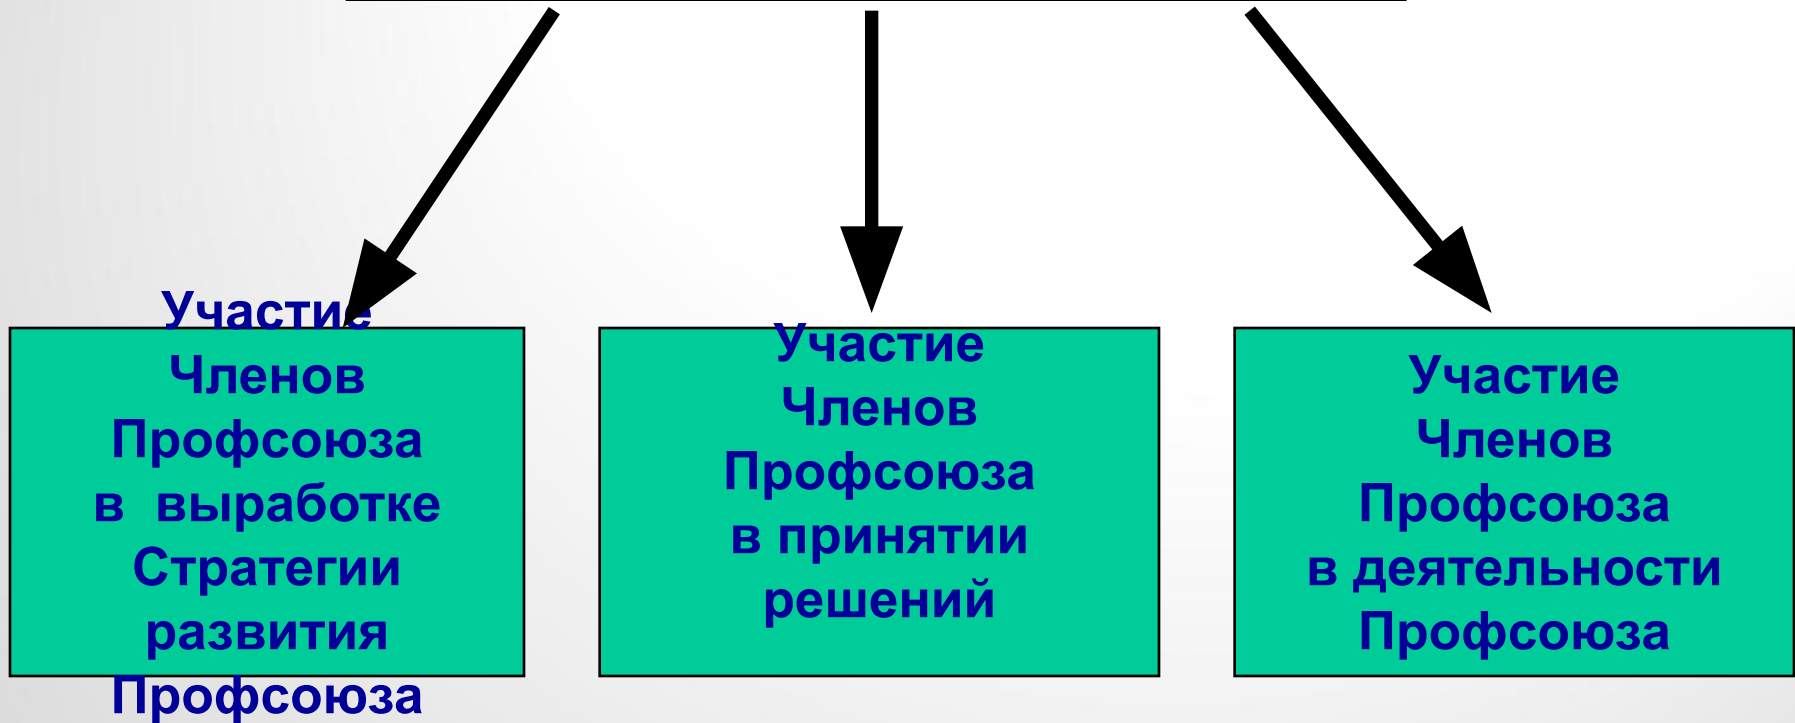 Участие
Членов
Профсоюза
в  выработке
Стратегии
развития
Профсоюза
Участие
Членов
Профсоюза
в принятии
решений
Участие
Членов
Профсоюза
в деятельности
Профсоюза